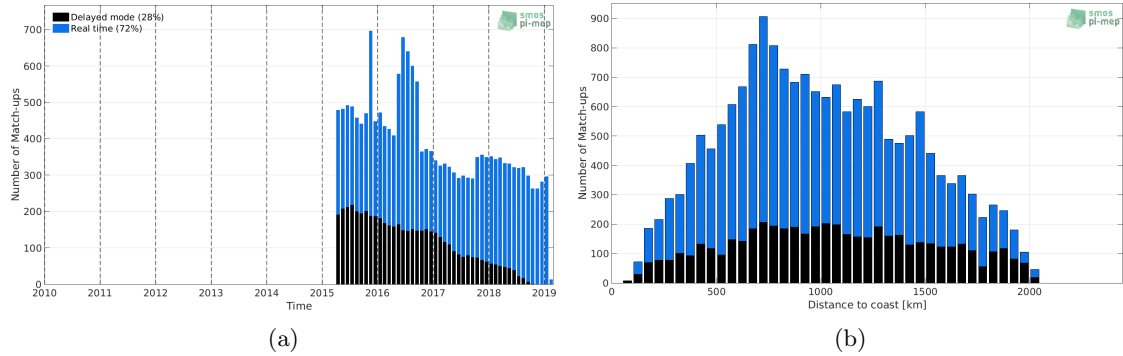 Delayed mode (28%)
Real time (72%)
smos
pi-mep
Number of Match-ups
700
600
500
400
300
200
100
0
2010
2011
2012
2013
2014
2015
2016
2017
2018
2019
Time
(a)
smos
pi-mep
Number of Match-ups
900
800
700
600
500
400
300
200
100
0
0
500
1000
1500
2000
Distance to coast [km]
(b)